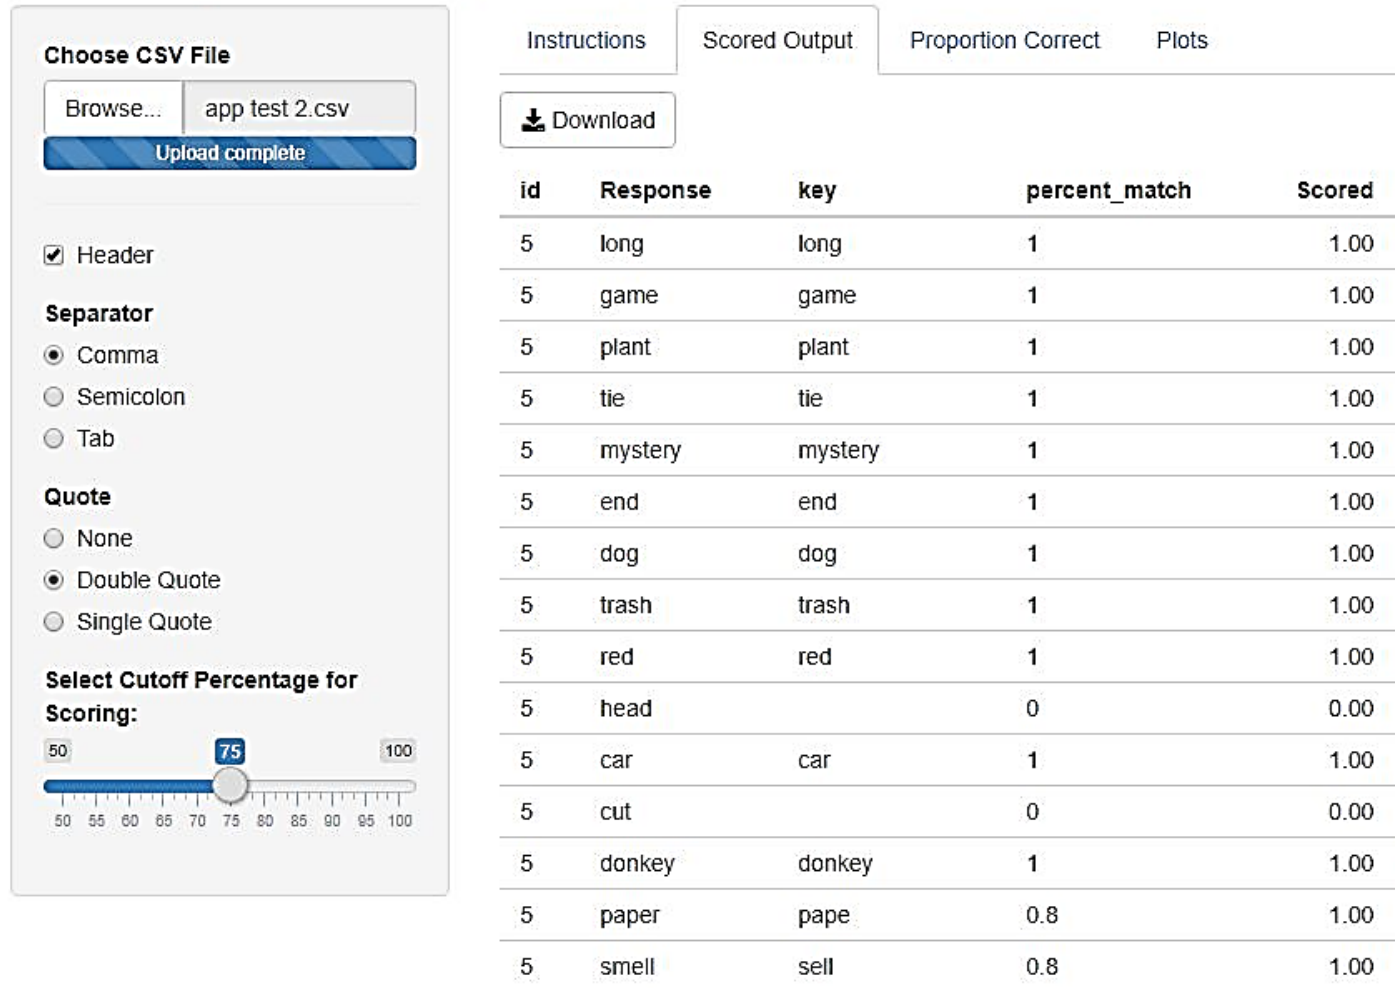 Choose CSV File
Browse... app test 2.csv
Upload complete
Header
Separator
Comma
Semicolon
Tab
Quote
None
Double Quote
Single Quote
Select Cutoff Percentage for
Scoring:
50 75 100
50 55 60 65 70 75 80 85 90 95 100
Instructions Scored Output Proportion Correct Plots
Download
id Response key percent_match Scored
5 long long 1 1.00
5 game game 1 1.00
5 plant plant 1 1.00
5 tie tie 1 1.00
5 mystery mystery 1 1.00
5 end end 1 1.00
5 dog dog 1 1.00
5 trash trash 1 1.00
5 red red 1 1.00
5 head 0 0.00
5 car car 1 1.00
5 cut 0 0.00
5 donkey donkey 1 1.00
5 paper pape 0.8 1.00
5 smell sell 0.8 1.00